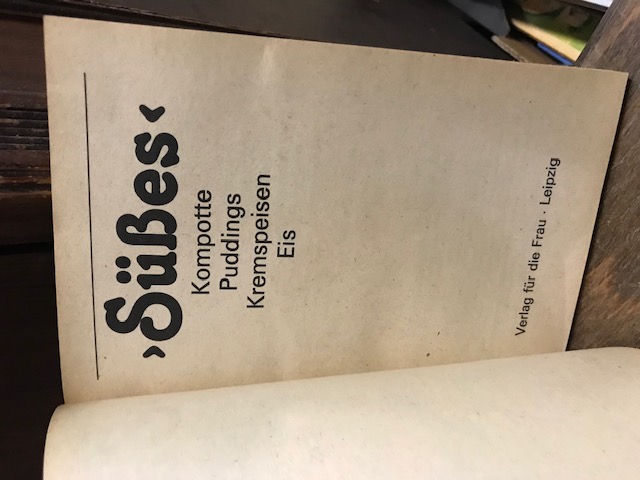 ›Süßes‹
Kompotte
Puddings
Kremspeisen
Eis
Verlag für die Frau · Leipzig